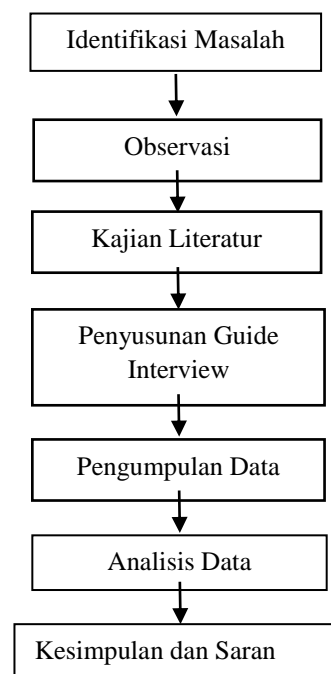 Identifikasi Masalah
Observasi
Kajian Literatur
Penyusunan Guide
Interview
Pengumpulan Data
Analisis Data
Kesimpulan dan Saran